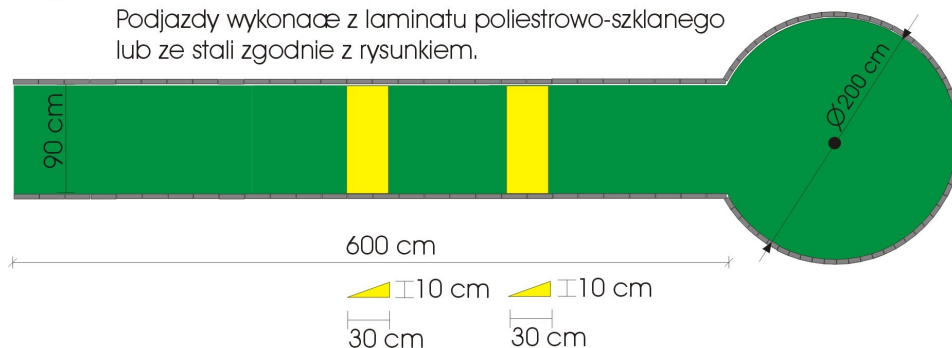 Podjazdy wykonaæ z laminatu poliestrowo-szklanego
lub ze stali zgodnie z rysunkiem.
90 cm
Ø200 cm
600 cm
10 cm
10 cm
30 cm
30 cm